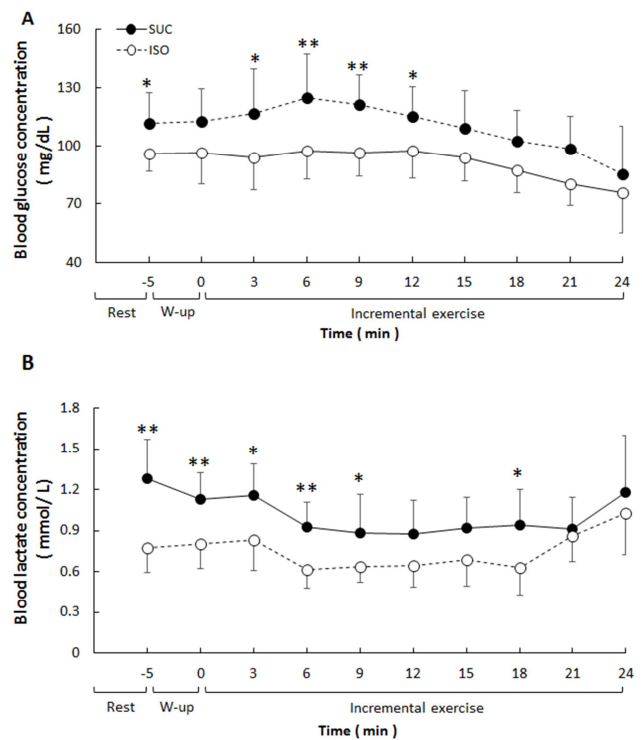 A
SUC
ISO
Blood glucose concentration
( mg/dL )
160
130
100
70
40
* * ** ** *
-5 0 3 6 9 12 15 18 21 24
Rest W-up Incremental exercise
Time ( min )
B
Blood lactate concentration
( mmol/ L )
1.8
1.5
1.2
0.9
0.6
0.3
0
** ** * ** * *
-5 0 3 6 9 12 15 18 21 24
Rest W-up Incremental exercise
Time ( min )